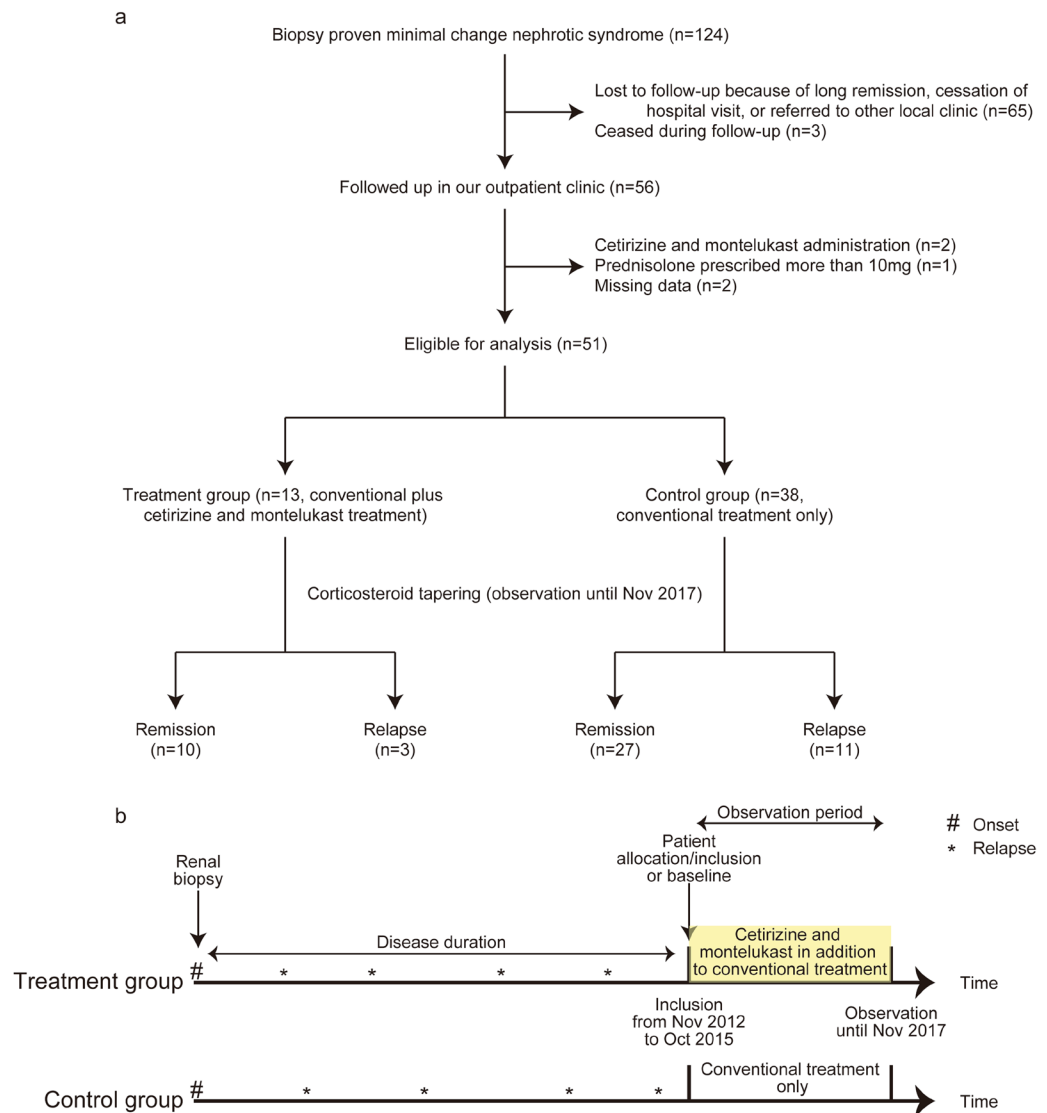 a
Biopsy proven minimal change nephrotic syndrome (n=124)
Lost to follow-up because of long remission, cessation of
hospital visit, or referred to other local clinic (n=65)
Ceased during follow-up (n=3)
Followed up in our outpatient clinic (n=56)
Cetirizine and montelukast administration (n=2)
Prednisolone prescribed more than 10mg (n=1)
Missing data (n=2)
Eligible for analysis (n=51)
Treatment group (n=13, conventional plus
cetirizine and montelukast treatment)
Control group (n=38,
conventional treatment only)
Corticosteroid tapering (observation until Nov 2017)
Remission
(n=10)
Relapse
(n=3)
Remission
(n=27)
Relapse
(n=11)
b
Observation period
# Onset
* Relapse
Renal
biopsy
Patient
allocation/inclusion
or baseline
Disease duration
Cetirizine and
montelukast in addition
to conventional treatment
Treatment group # * * * *
Time
Inclusion
from Nov 2012
to Oct 2015
Observation
until Nov 2017
Conventional treatment
only
Control group # * * * *
Time